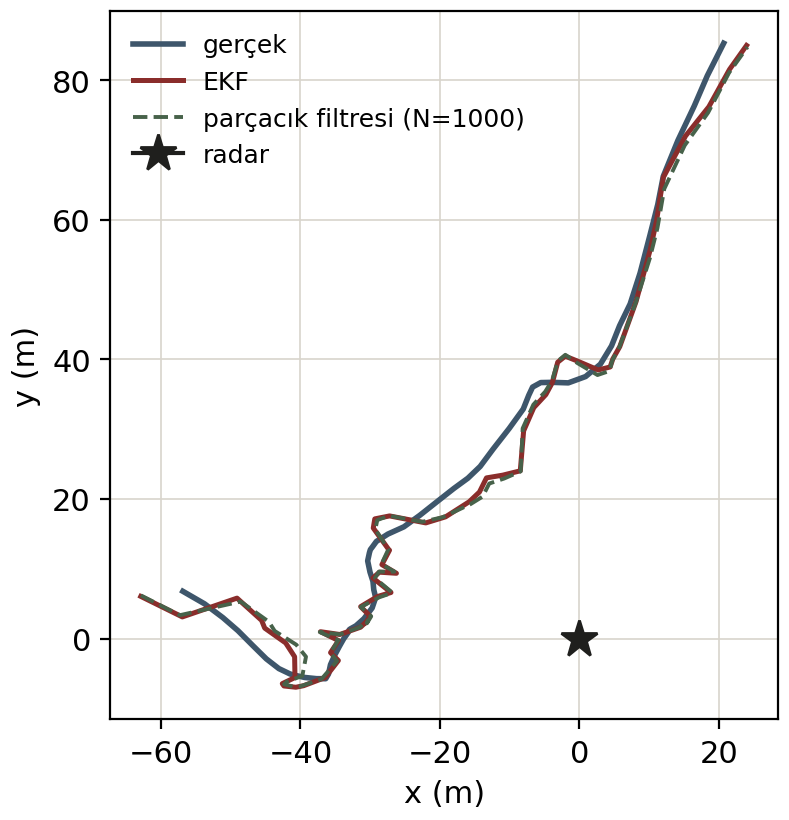 gerçek
EKF
parçacık filtresi (N=1000)
radar
80
60
40
20
0
y (m)
−60
−40
−20
0
20
x (m)